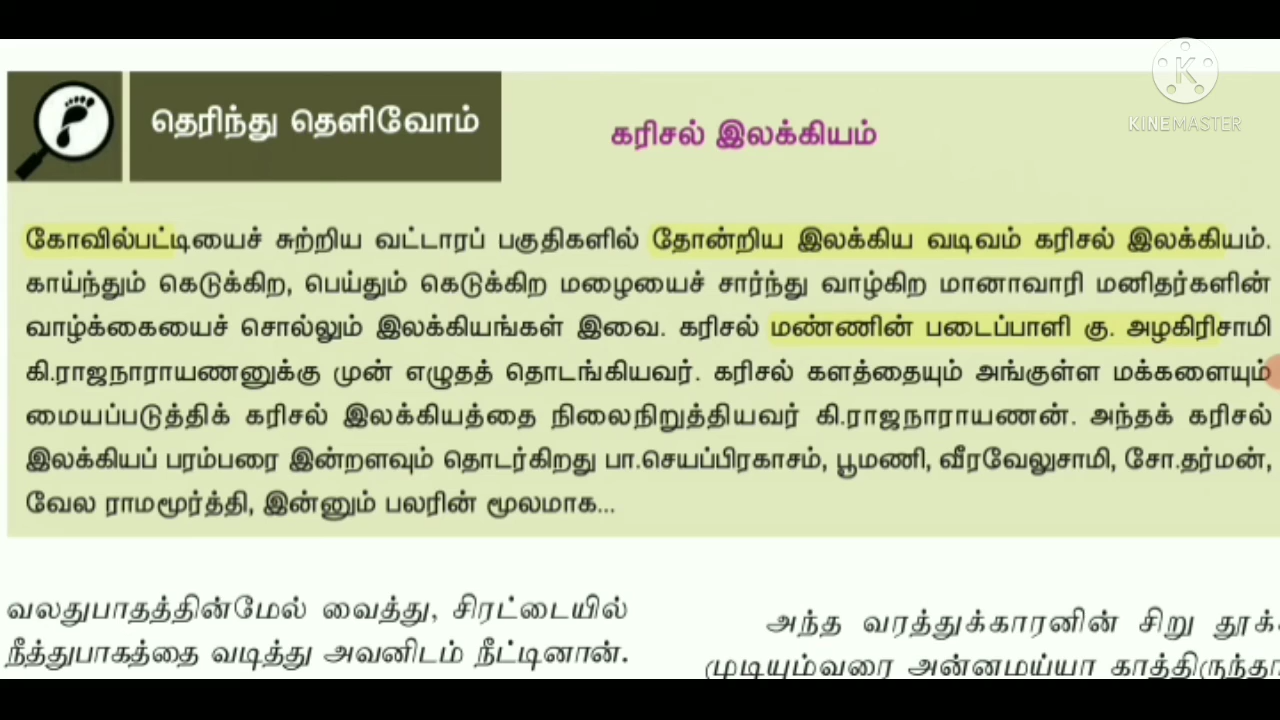 தெரிந்து தெளிவோம்
கரிசல் இலக்கியம்
KINEMASTER
கோவில்பட்டியைச் சுற்றிய வட்டாரப் பகுதிகளில் தோன்றிய இலக்கிய வடிவம் கரிசல் இலக்கியம்.
காய்ந்தும் கெடுக்கிற, பெய்தும் கெடுக்கிற மழையைச் சார்ந்து வாழ்கிற மானாவாரி மனிதர்களின்
வாழ்க்கையைச் சொல்லும் இலக்கியங்கள் இவை. கரிசல் மண்ணின் படைப்பாளி கு. அழகிரிசாமி
கி.ராஜநாராயணனுக்கு முன் எழுதத் தொடங்கியவர். கரிசல் களத்தையும் அங்குள்ள மக்களையும்
மையப்படுத்திக் கரிசல் இலக்கியத்தை நிலைநிறுத்தியவர் கி.ராஜநாராயணன். அந்தக் கரிசல்
இலக்கியப் பரம்பரை இன்றளவும் தொடர்கிறது பா.செயப்பிரகாசம், பூமணி, வீரவேலுசாமி, சோ.தர்மன்,
வேல ராமமூர்த்தி, இன்னும் பலரின் மூலமாக...
வலதுபாதத்தின்மேல் வைத்து, சிரட்டையில்
நீத்துபாகத்தை வடித்து அவனிடம் நீட்டினான்.
அந்த வரத்துக்காரனின் சிறு
முடியும்வரை அன்னமய்யா